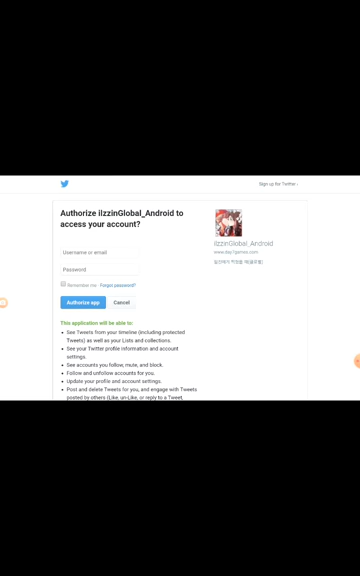 Sign up for Twitter ›
Authorize ilzzinGlobal_Android to
access your account?
ilzzinGlobal_Android
www.dsp1games.com
Username or email
Password
Remember me · Forgot password?
Authorize app
Cancel
This application will be able to:
• See Tweets from your timeline (including protected
Tweets) as well as your Lists and collections.
• See your Twitter profile information and account
settings.
• See accounts you follow, mute, and block.
• Follow and unfollow accounts for you.
• Update your profile and account settings.
• Post and delete Tweets for you, and engage with Tweets
posted by others (Like, un-Like, or reply to a Tweet,